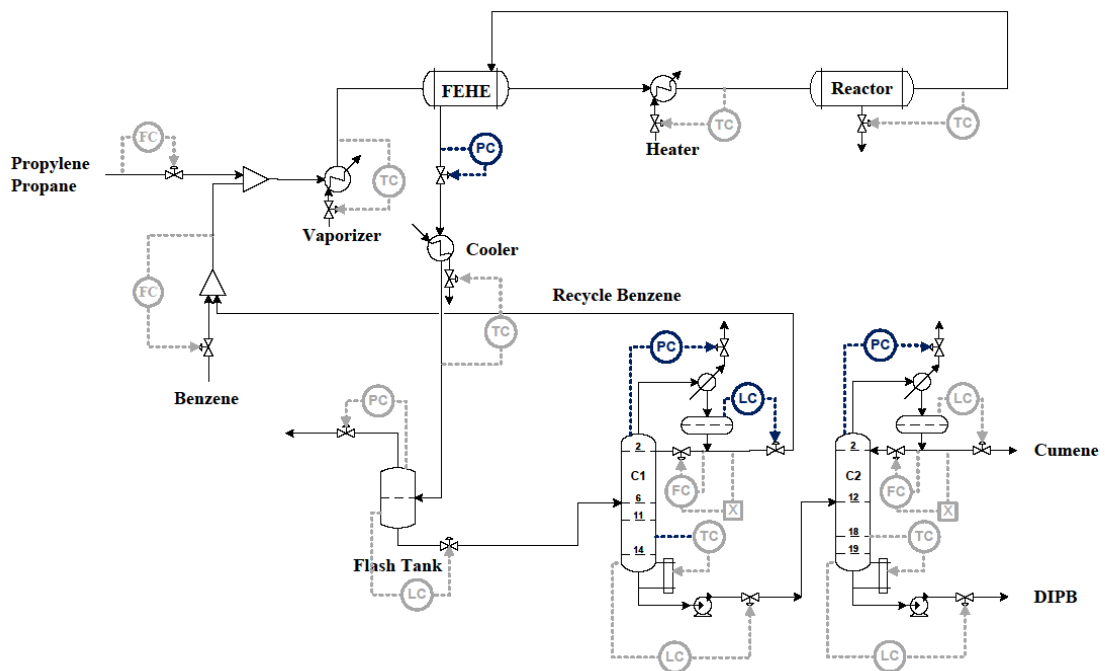 FEHE
Reactor
FC
PC
TC
TC
Heater
Propylene
Propane
TC
Vaporizer
Cooler
FC
Recycle Benzene
TC
PC
PC
Benzene
PC
LC
LC
2
2
Cumene
C1
C2
FC
X
FC
X
6
12
11
18
TC
TC
14
19
Flash Tank
LC
DIPB
LC
LC